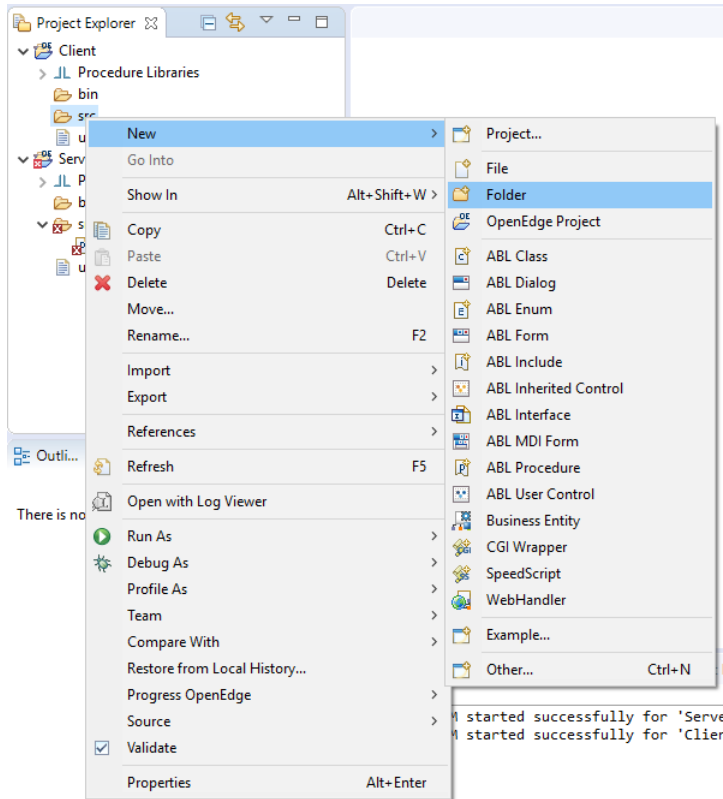 Project Explorer
Client
Procedure Libraries
bin
src
New
Project...
Go Into
File
Show In Alt+Shift+W
Folder
OpenEdge Project
Copy Ctrl+C
Paste Ctrl+V
ABL Class
Delete Delete
ABL Dialog
Move...
ABL Enum
Rename... F2
ABL Form
ABL Include
Import
ABL Inherited Control
Export
ABL Interface
References
ABL MDI Form
Outli...
Refresh F5
ABL Procedure
ABL User Control
Open with Log Viewer
There is no
Business Entity
Run As
CGI Wrapper
Debug As
SpeedScript
Profile As
WebHandler
Team
Example...
Compare With
Restore from Local History...
Other... Ctrl+N
Progress OpenEdge
Source
M started successfully for 'Serve
Validate
M started successfully for 'Clien
Properties Alt+Enter